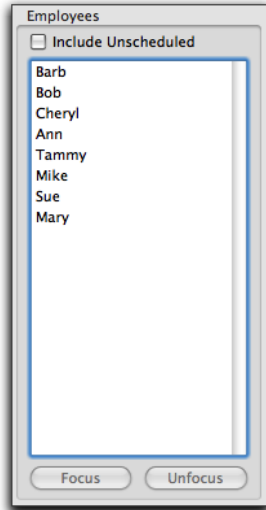 Employees
Include Unscheduled
Barb
Bob
Cheryl
Ann
Tammy
Mike
Sue
Mary
Focus Unfocus